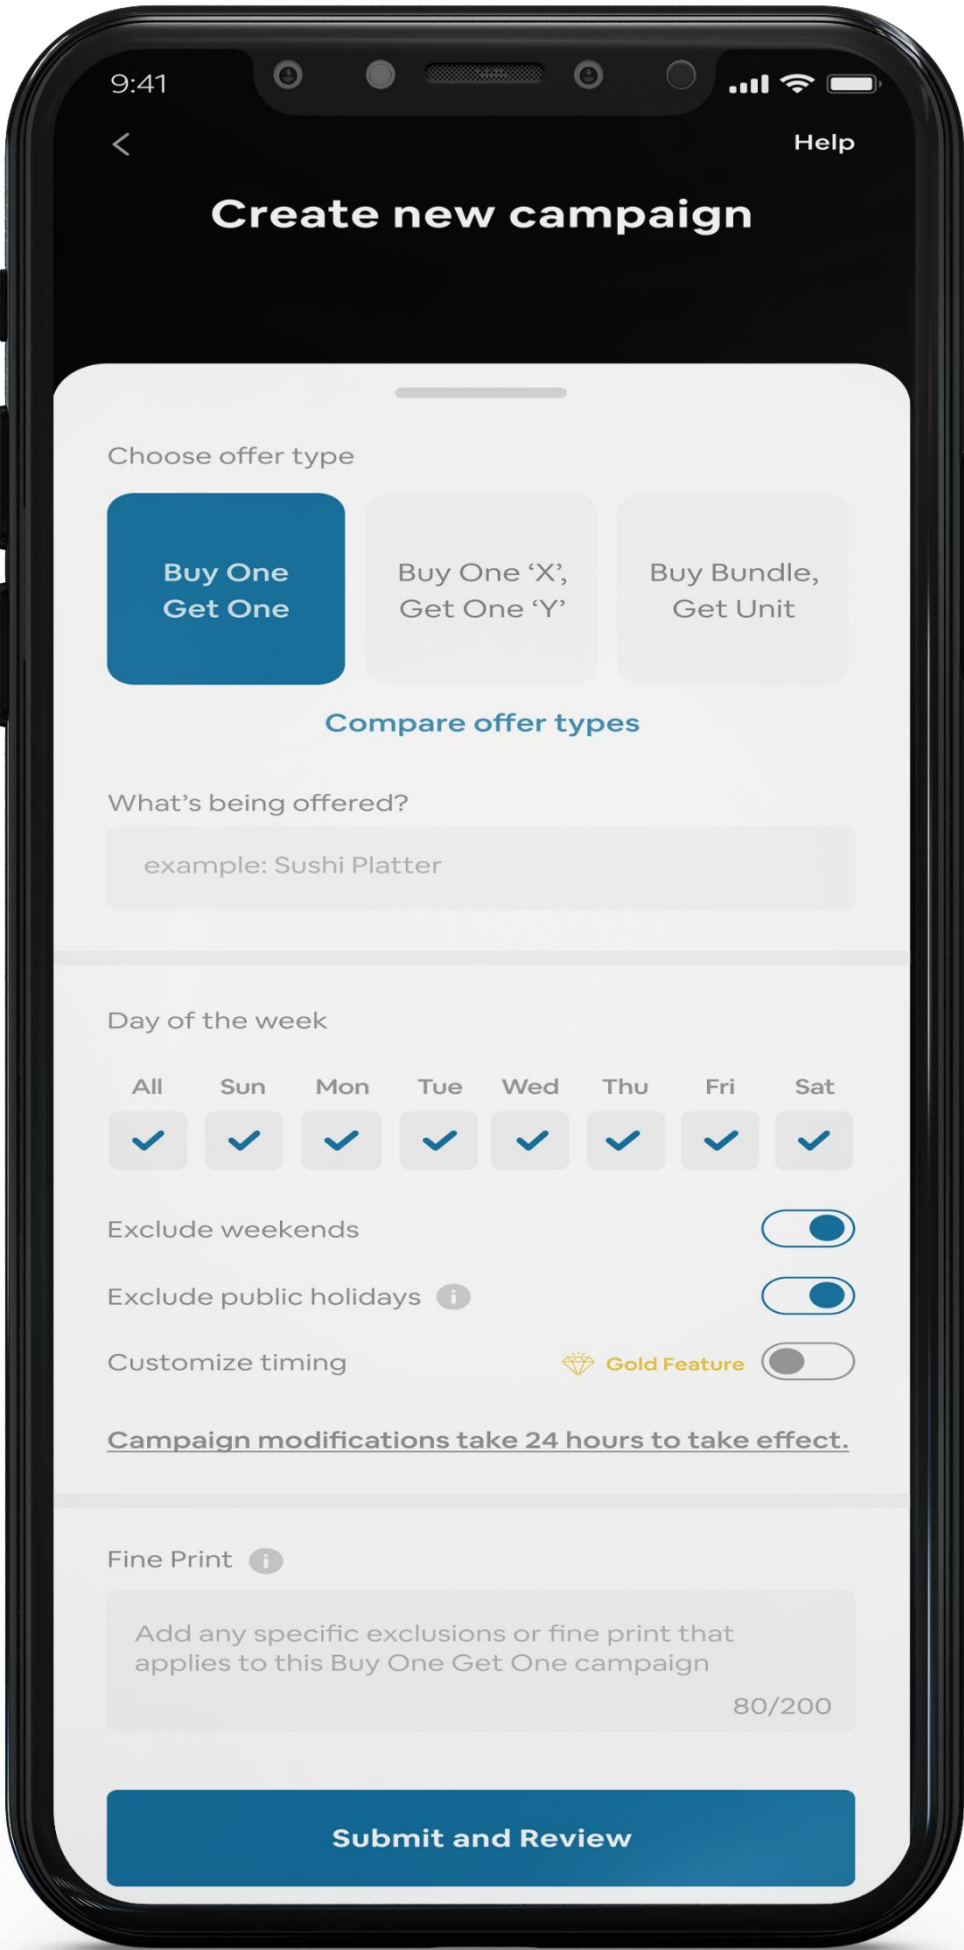 9:41
Help
Create new campaign
Choose offer type
Buy One
Get One
Buy One ‘X’,
Get One ‘Y’
Buy Bundle,
Get Unit
Compare offer types
What’s being offered?
example: Sushi Platter
Day of the week
All Sun Mon Tue Wed Thu Fri Sat
Exclude weekends
Exclude public holidays i
Customize timing Gold Feature
Campaign modifications take 24 hours to take effect.
Fine Print i
Add any specific exclusions or fine print that
applies to this Buy One Get One campaign
80/200
Submit and Review